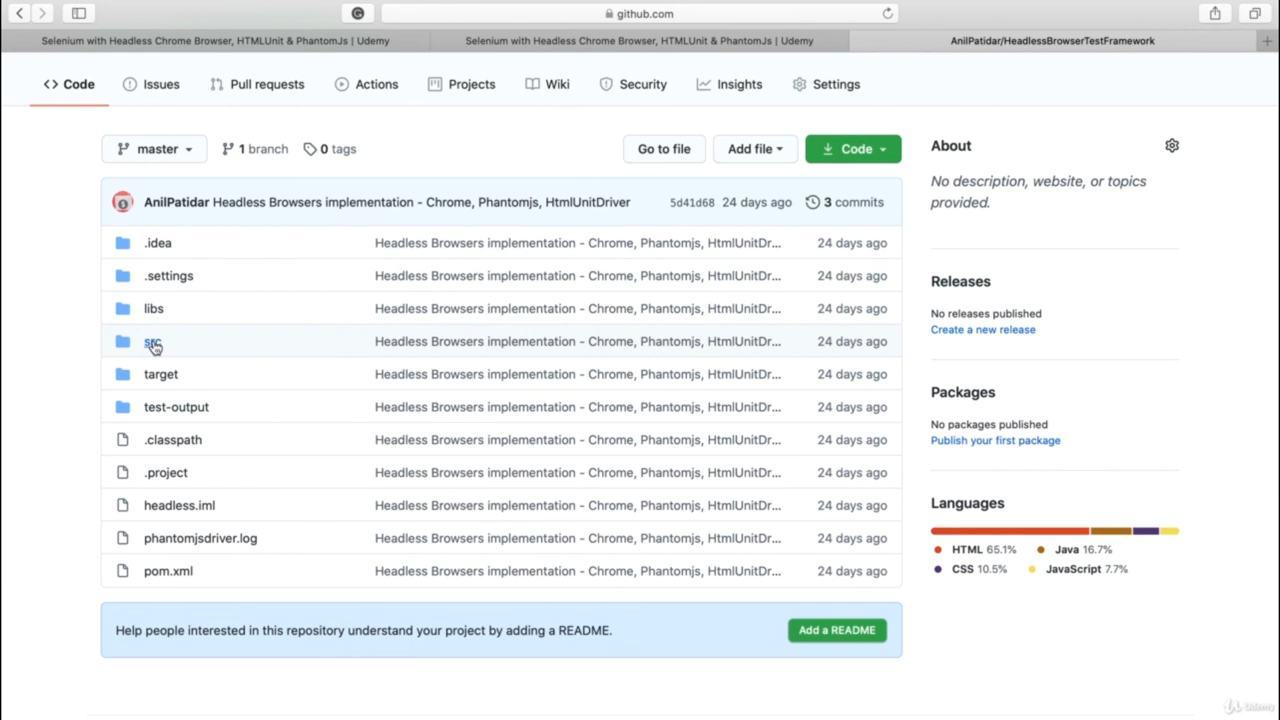 github.com
Selenium with Headless Chrome Browser, HTMLUnit & PhantomJs | Udemy
Selenium with Headless Chrome Browser, HTMLUnit & PhantomJs | Udemy
AnilPatidar/HeadlessBrowserTestFramework
Code Issues Pull requests Actions Projects Wiki Security Insights Settings
master 1 branch 0 tags Go to file Add file Code
AnilPatidar Headless Browsers implementation - Chrome, Phantomjs, HtmlUnitDriver 5d41d68 24 days ago 3 commits
.idea Headless Browsers implementation - Chrome, Phantomjs, HtmlUnitDr... 24 days ago
.settings Headless Browsers implementation - Chrome, Phantomjs, HtmlUnitDr... 24 days ago
libs Headless Browsers implementation - Chrome, Phantomjs, HtmlUnitDr... 24 days ago
src Headless Browsers implementation - Chrome, Phantomjs, HtmlUnitDr... 24 days ago
target Headless Browsers implementation - Chrome, Phantomjs, HtmlUnitDr... 24 days ago
test-output Headless Browsers implementation - Chrome, Phantomjs, HtmlUnitDr... 24 days ago
.classpath Headless Browsers implementation - Chrome, Phantomjs, HtmlUnitDr... 24 days ago
.project Headless Browsers implementation - Chrome, Phantomjs, HtmlUnitDr... 24 days ago
headless.iml Headless Browsers implementation - Chrome, Phantomjs, HtmlUnitDr... 24 days ago
phantomjsdriver.log Headless Browsers implementation - Chrome, Phantomjs, HtmlUnitDr... 24 days ago
pom.xml Headless Browsers implementation - Chrome, Phantomjs, HtmlUnitDr... 24 days ago
Help people interested in this repository understand your project by adding a README. Add a README
About
No description, website, or topics
provided.
Releases
No releases published
Create a new release
Packages
No packages published
Publish your first package
Languages
HTML 65.1% Java 16.7%
CSS 10.5% JavaScript 7.7%
Udemy